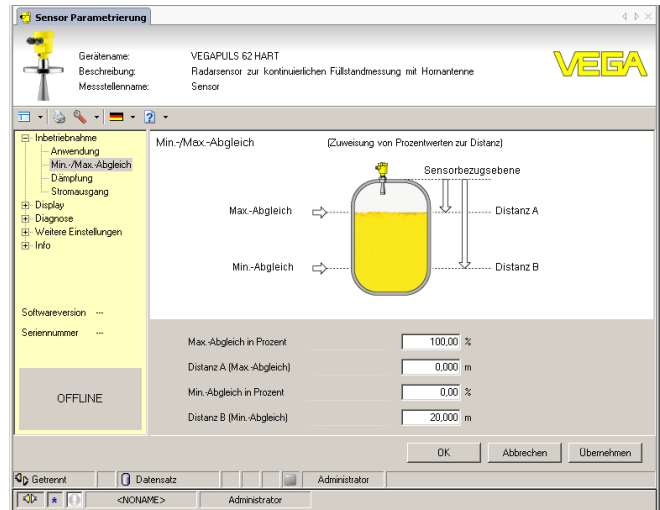 Sensor Parametrierung
Gerätename: VEGAPULS 62 HART
Beschreibung: Radarsensor zur kontinuierlichen Füllstandmessung mit Hornantenne
Messstellenname: Sensor
VEGA
Inbetriebnahme
Anwendung
Min.-/Max.-Abgleich
Dämpfung
Stromausgang
Display
Diagnose
Weitere Einstellungen
Info
Softwareversion ---
Seriennummer ---
OFFLINE
Min.-/Max.-Abgleich (Zuweisung von Prozentwerten zur Distanz)
Sensorbezugsebene
Max.-Abgleich Distanz A
Min.-Abgleich Distanz B
Max.-Abgleich in Prozent 100,00 %
Distanz A (Max.-Abgleich) 0,000 m
Min.-Abgleich in Prozent 0,00 %
Distanz B (Min.-Abgleich) 20,000 m
OK Abbrechen Übernehmen
Getrennt Datensatz Administrator
<NONAME> Administrator